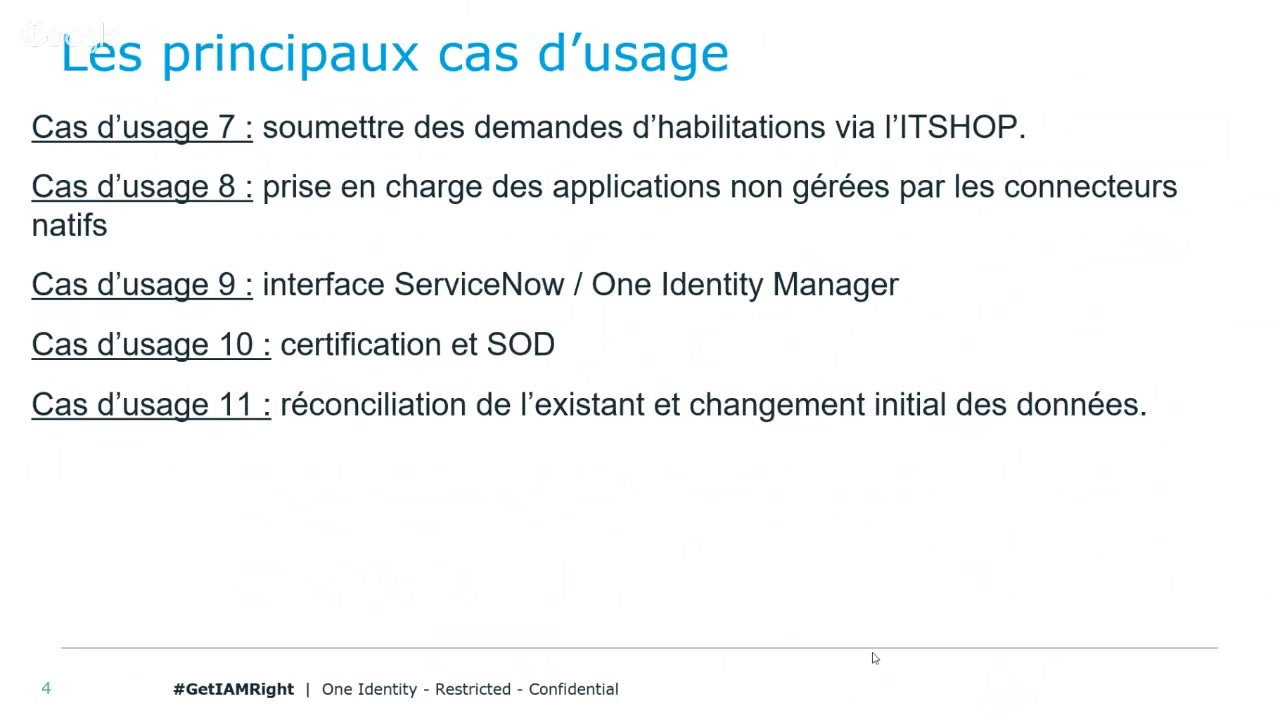 Google
Les principaux cas d’usage
Cas d’usage 7 : soumettre des demandes d’habilitations via l’ITSHOP.
Cas d’usage 8 : prise en charge des applications non gérées par les connecteurs
natifs
Cas d’usage 9 : interface ServiceNow / One Identity Manager
Cas d’usage 10 : certification et SOD
Cas d’usage 11 : réconciliation de l’existant et changement initial des données.
4 #GetIAMRight | One Identity - Restricted - Confidential